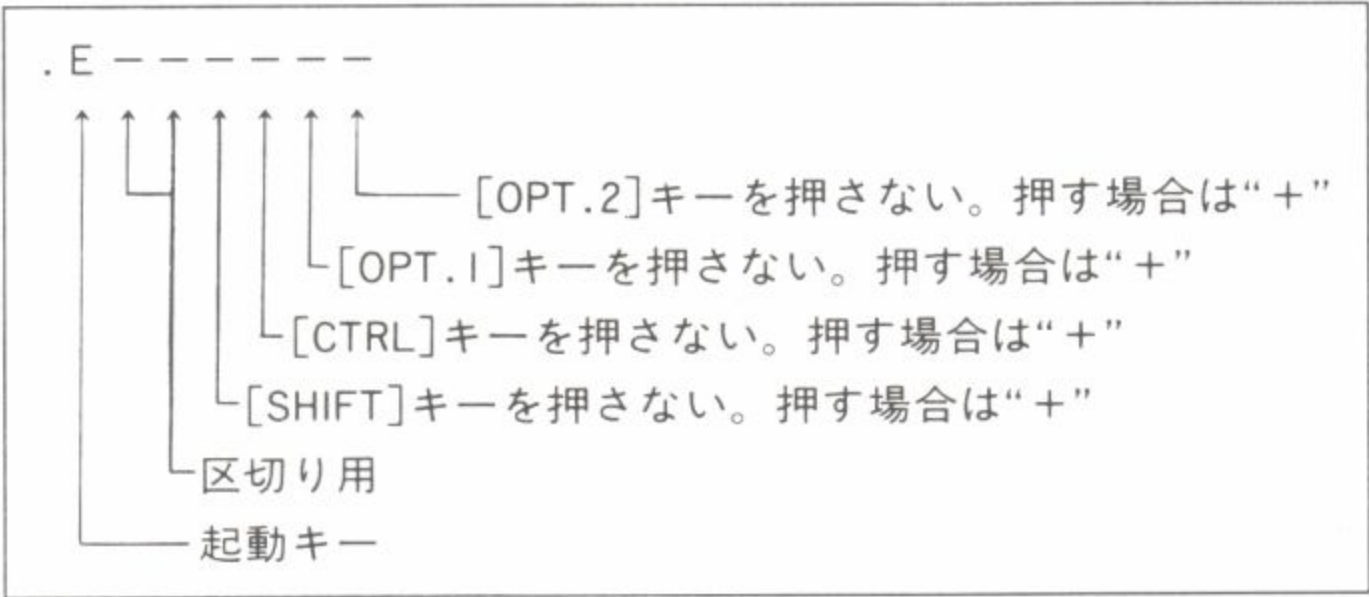 .E------
[OPT.2]キーを押さない。押す場合は“+”
[OPT.1]キーを押さない。押す場合は“+”
[CTRL]キーを押さない。押す場合は“+”
[SHIFT]キーを押さない。押す場合は“+”
区切り用
起動キー